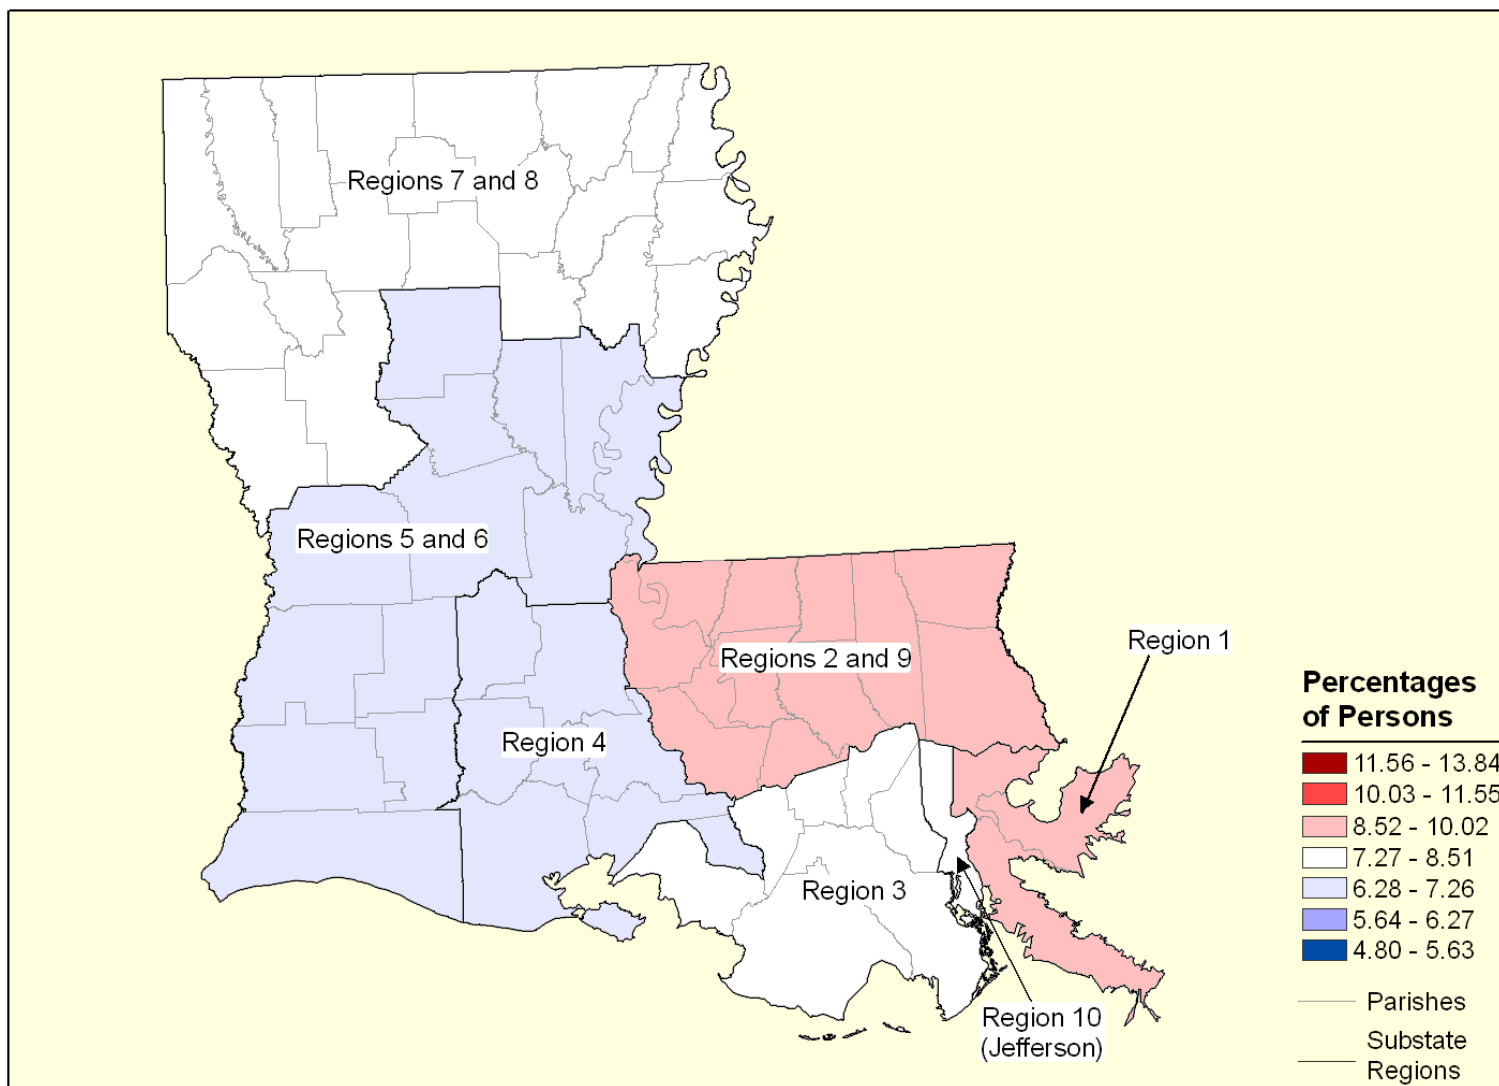 Regions 7 and 8
Regions 5 and 6
Regions 2 and 9
Region 1
Region 4
Region 3
Region 10
(Jefferson)
Percentages
of Persons
11.56 - 13.84
10.03 - 11.55
8.52 - 10.02
7.27 - 8.51
6.28 - 7.26
5.64 - 6.27
4.80 - 5.63
Parishes
Substate
Regions